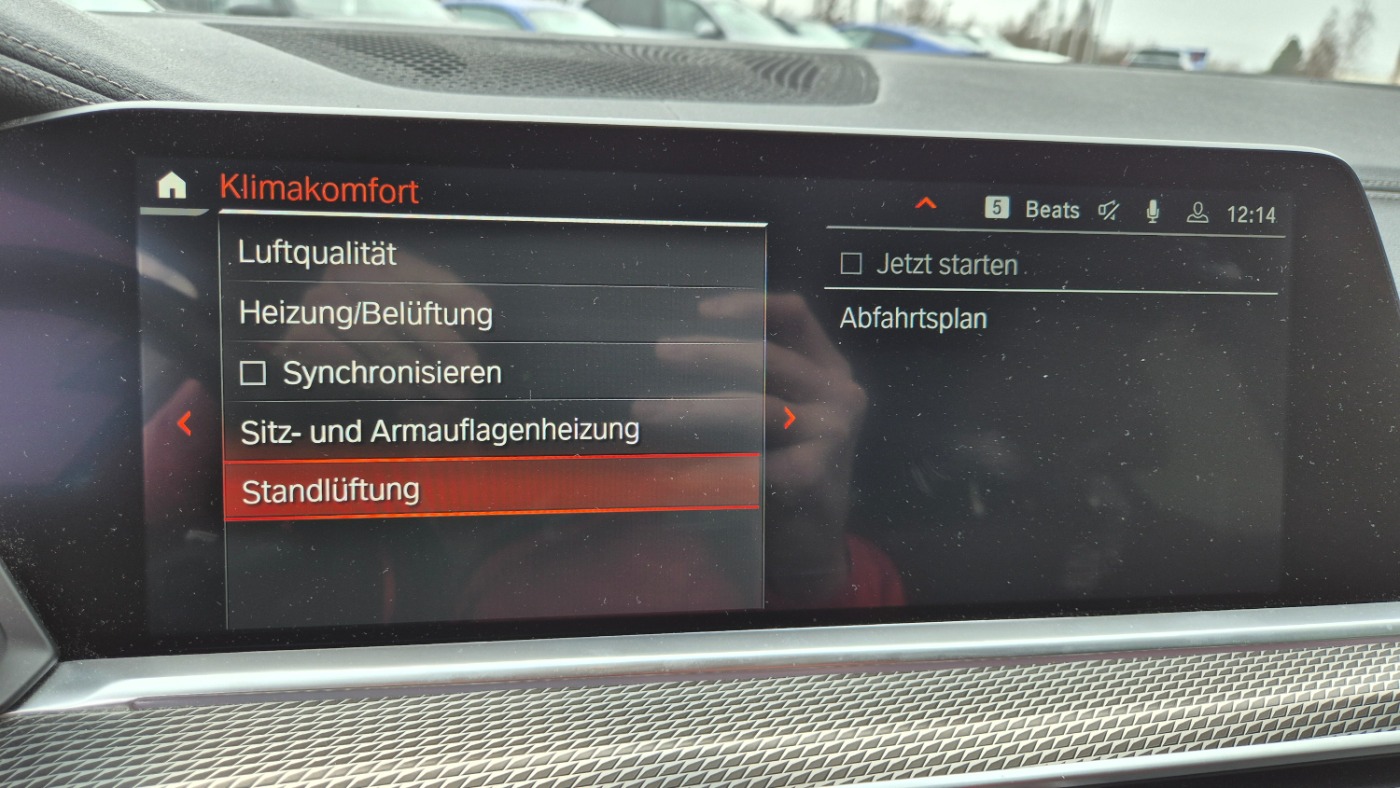 Klimakomfort
5 Beats 12:14
Luftqualität
Heizung/Belüftung
Synchronisieren
Sitz- und Armauflagenheizung
Standlüftung
Jetzt starten
Abfahrtsplan